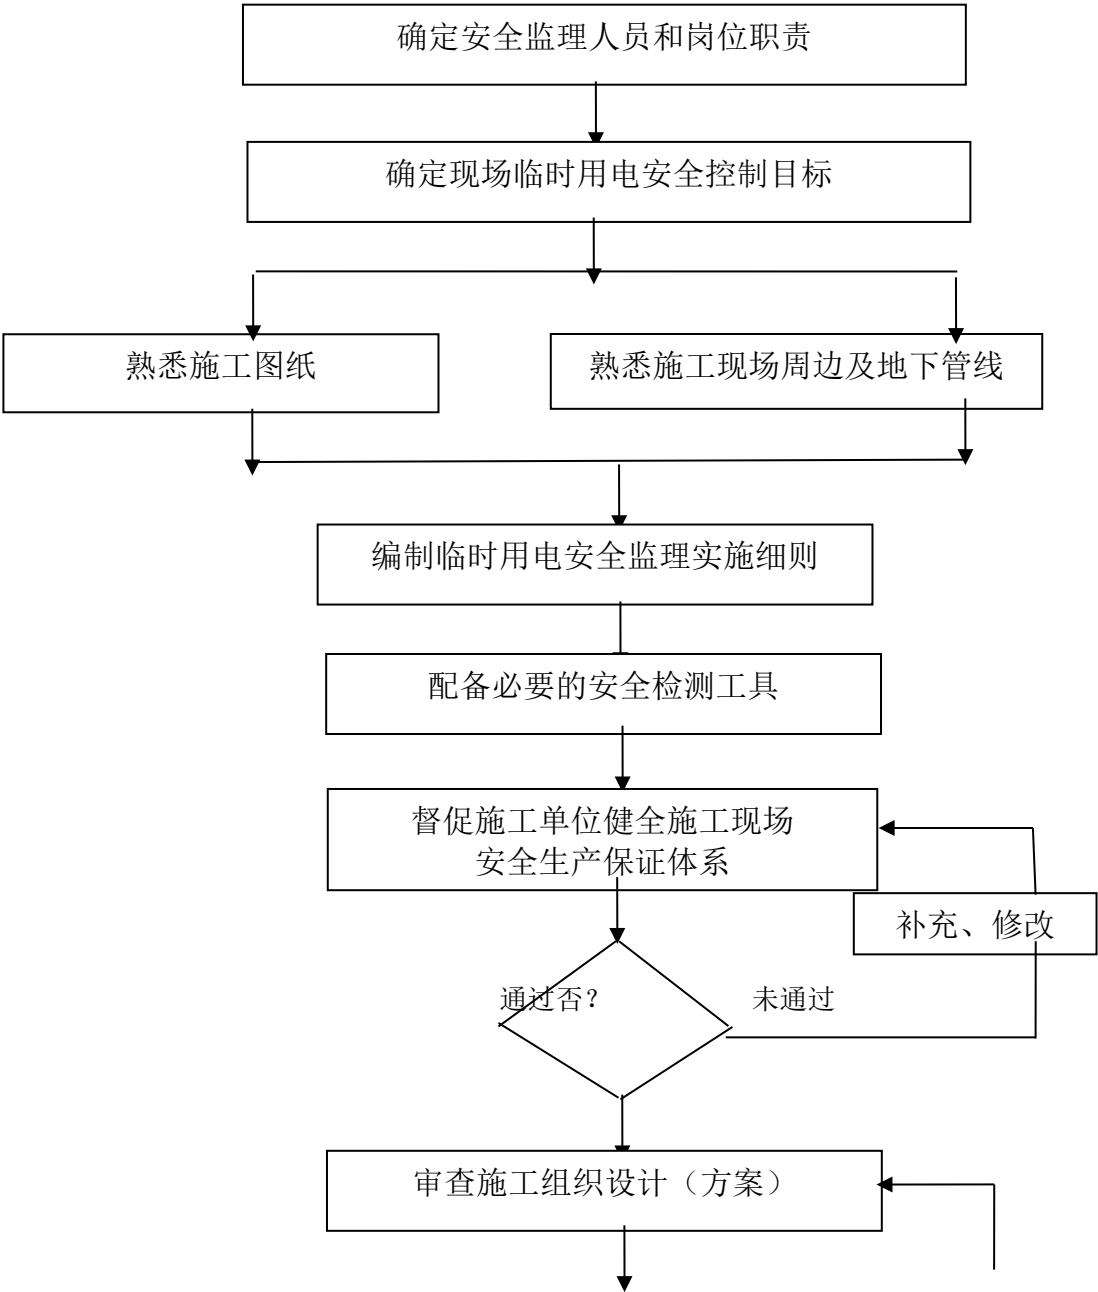 确定安全监理人员和岗位职责
确定现场临时用电安全控制目标
熟悉施工图纸
熟悉施工现场周边及地下管线
编制临时用电安全监理实施细则
配备必要的安全检测工具
督促施工单位健全施工现场
安全生产保证体系
补充、修改
通过否？
未通过
审查施工组织设计（方案）